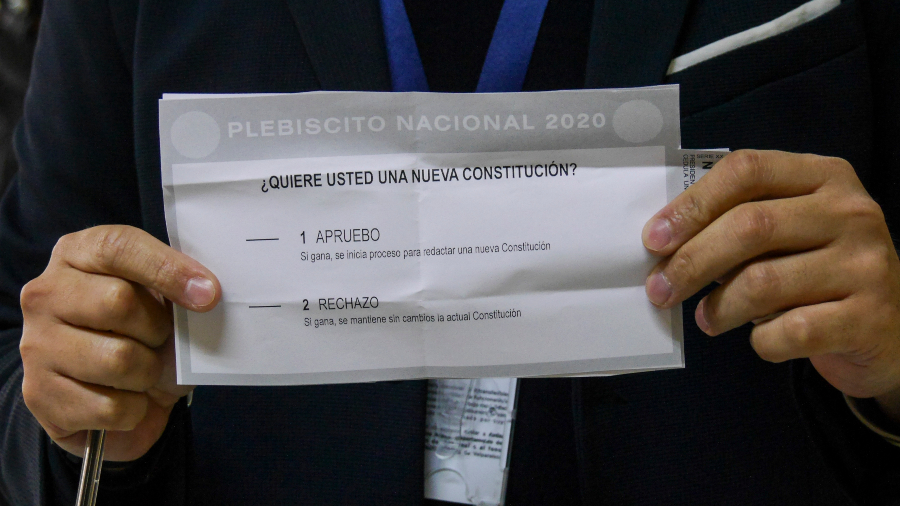 PLEBISCITO NACIONAL 2020
¿QUIERE USTED UNA NUEVA CONSTITUCIÓN?
1 APRUEBO
Si gana, se inicia proceso para redactar una nueva Constitución
2 RECHAZO
Si gana, se mantiene sin cambios la actual Constitución